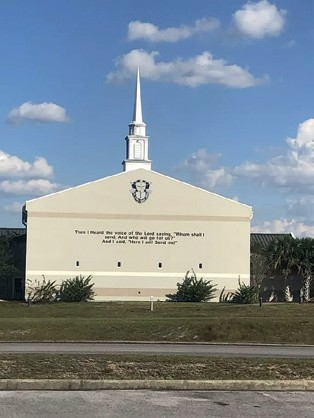 Then I Heard the voice of the Lord saying, "Whom shall I
send. And who will go for us?"
And I said, "Here I am! Send me!"